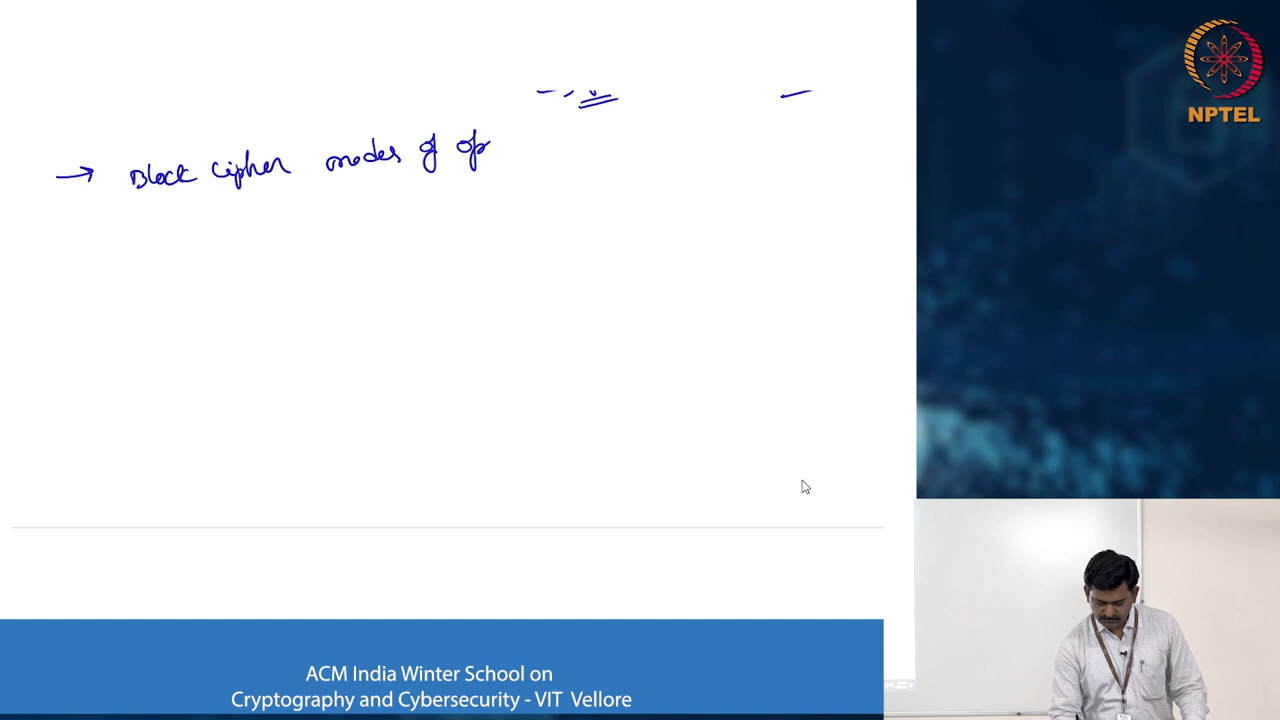 NPTEL
→ Block Cipher modes of op
ACM India Winter School on
Cryptography and Cybersecurity - VIT Vellore